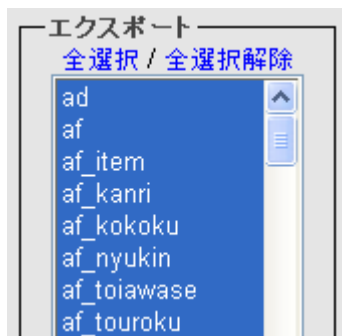 エクスポート
全選択 / 全選択解除
ad
af
af_item
af_kanri
af_kokoku
af_nyukin
af_toiawase
af_touroku